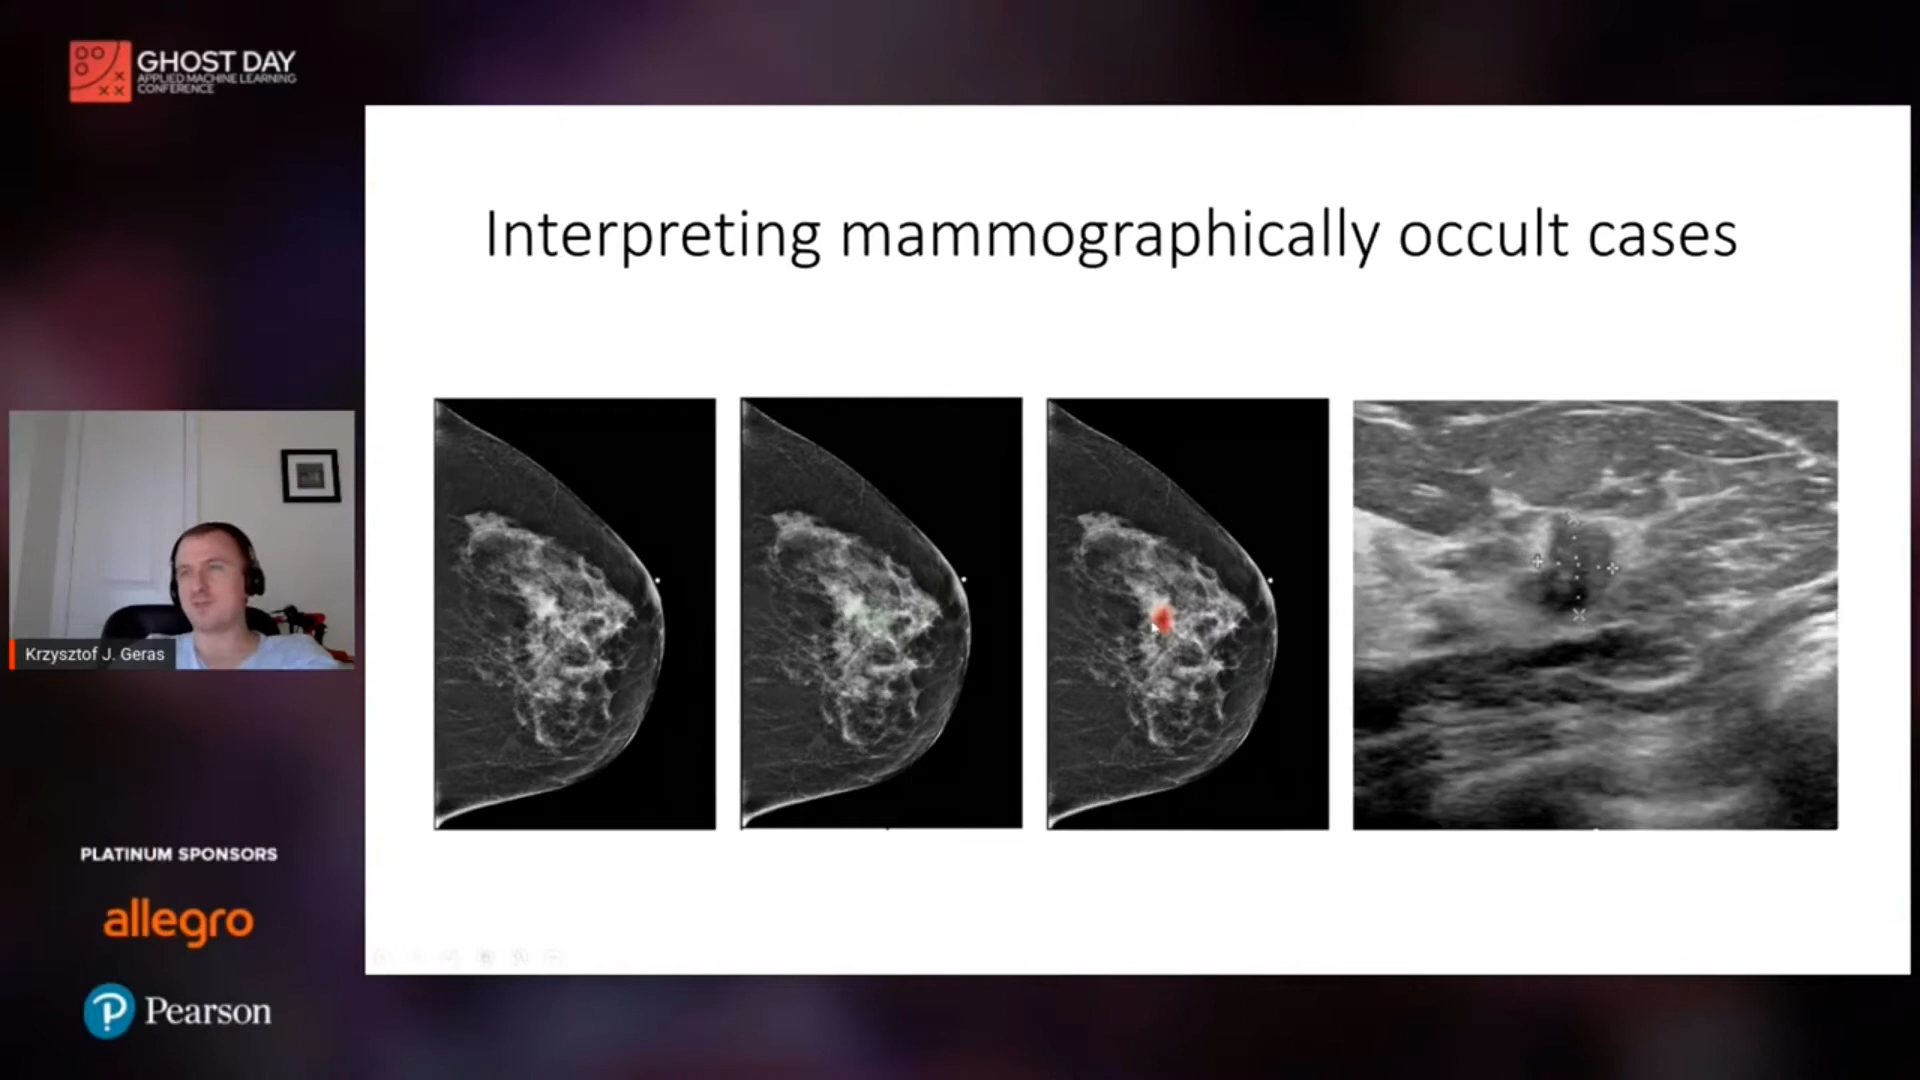 GHOST DAY
APPLIED MACHINE LEARNING
CONFERENCE
Interpreting mammographically occult cases
Krzysztof J. Geras
PLATINUM SPONSORS
allegro
Pearson